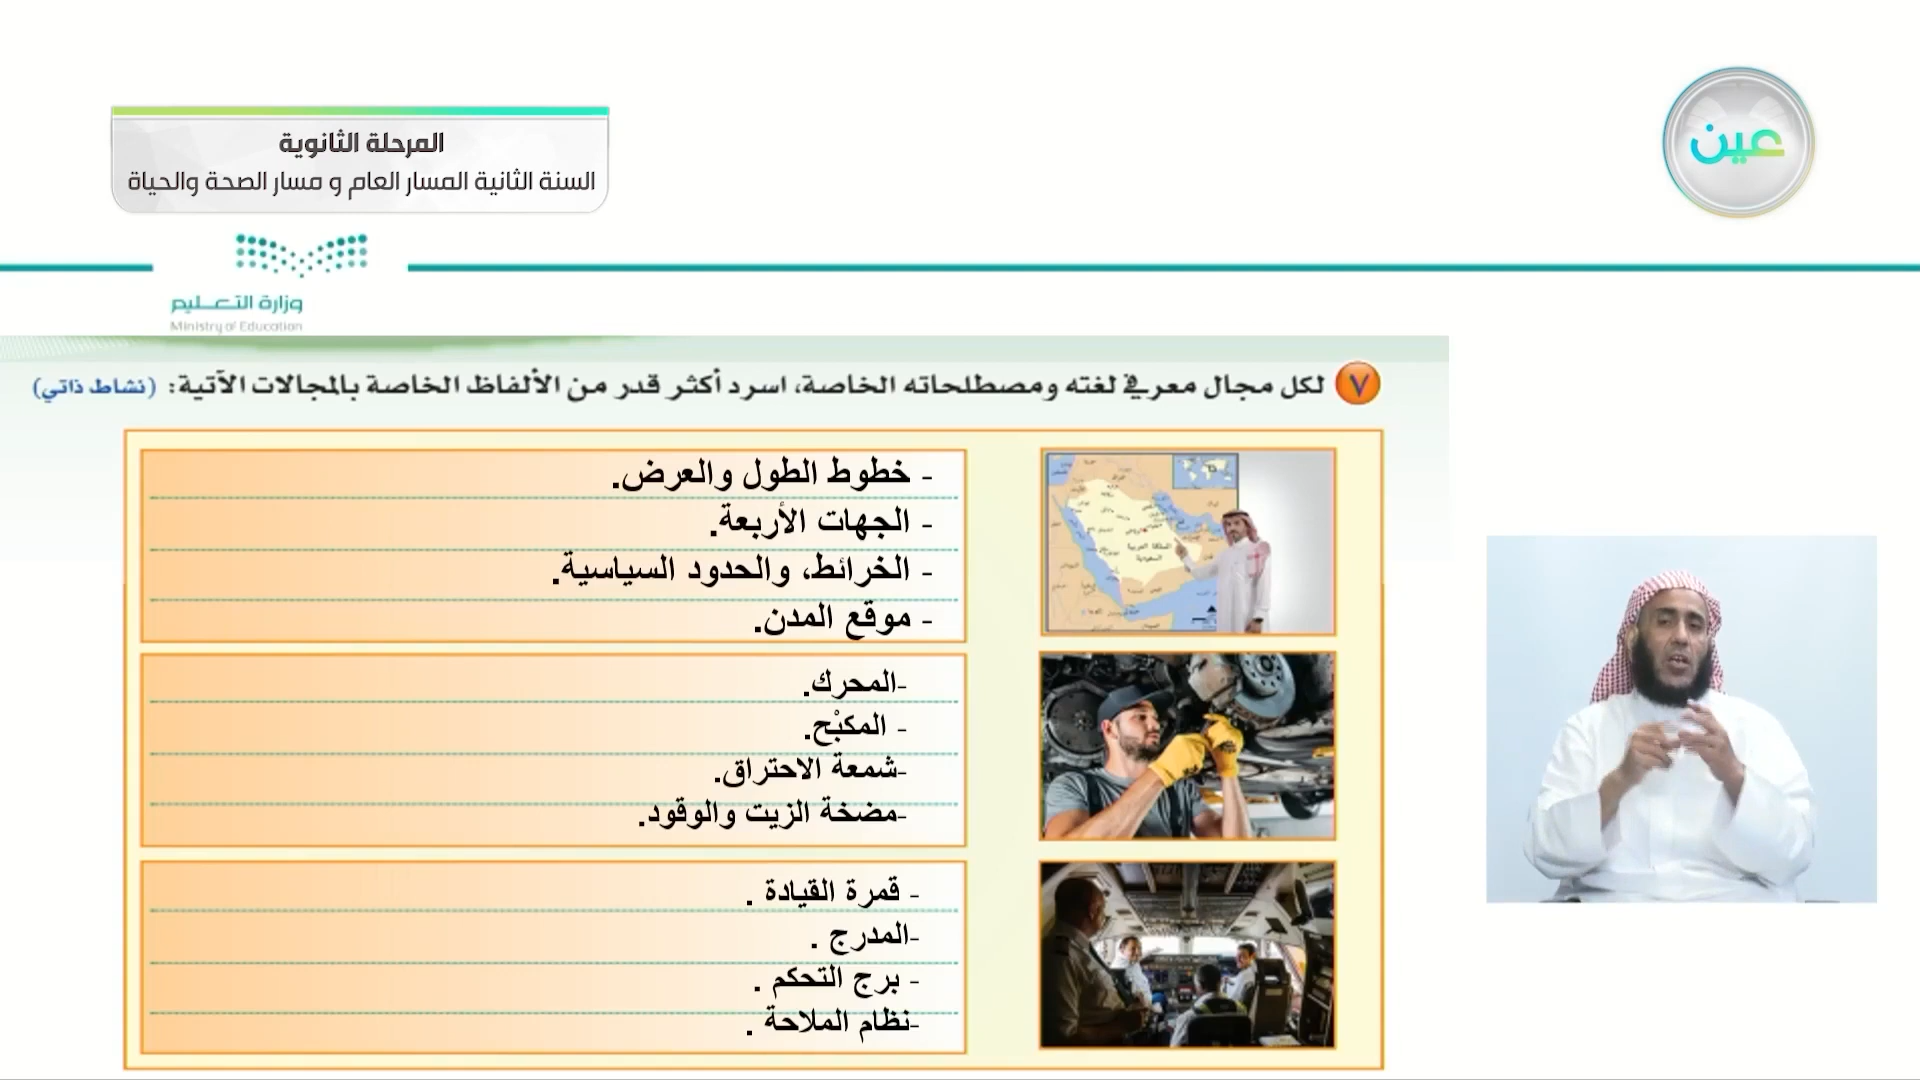 المرحلة الثانوية
السنة الثانية المسار العام و مسار الصحة والحياة
عين
وزارة التعليم
Ministry of Education
٧ لكل مجال معرفي لغته ومصطلحاته الخاصة، اسرد أكثر قدر من الألفاظ الخاصة بالمجالات الآتية: (نشاط ذاتي)
- خطوط الطول والعرض.
- الجهات الأربعة.
- الخرائط، والحدود السياسية.
- موقع المدن.
-المحرك.
- المكبْح.
-شمعة الاحتراق.
-مضخة الزيت والوقود.
- قمرة القيادة .
-المدرج .
- برج التحكم .
-نظام الملاحة .